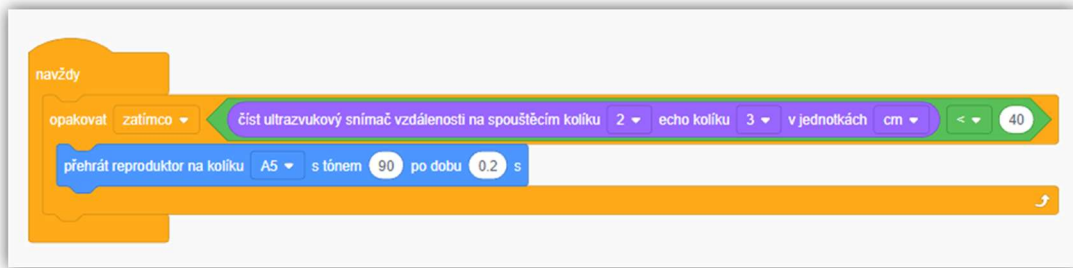 navždy
opakovat zatímco číst ultrazvukový snímač vzdálenosti na spouštěcím kolíku 2 echo kolíku 3 v jednotkách cm < 40
přehrát reproduktor na kolíku A5 s tónem 90 po dobu 0.2 s